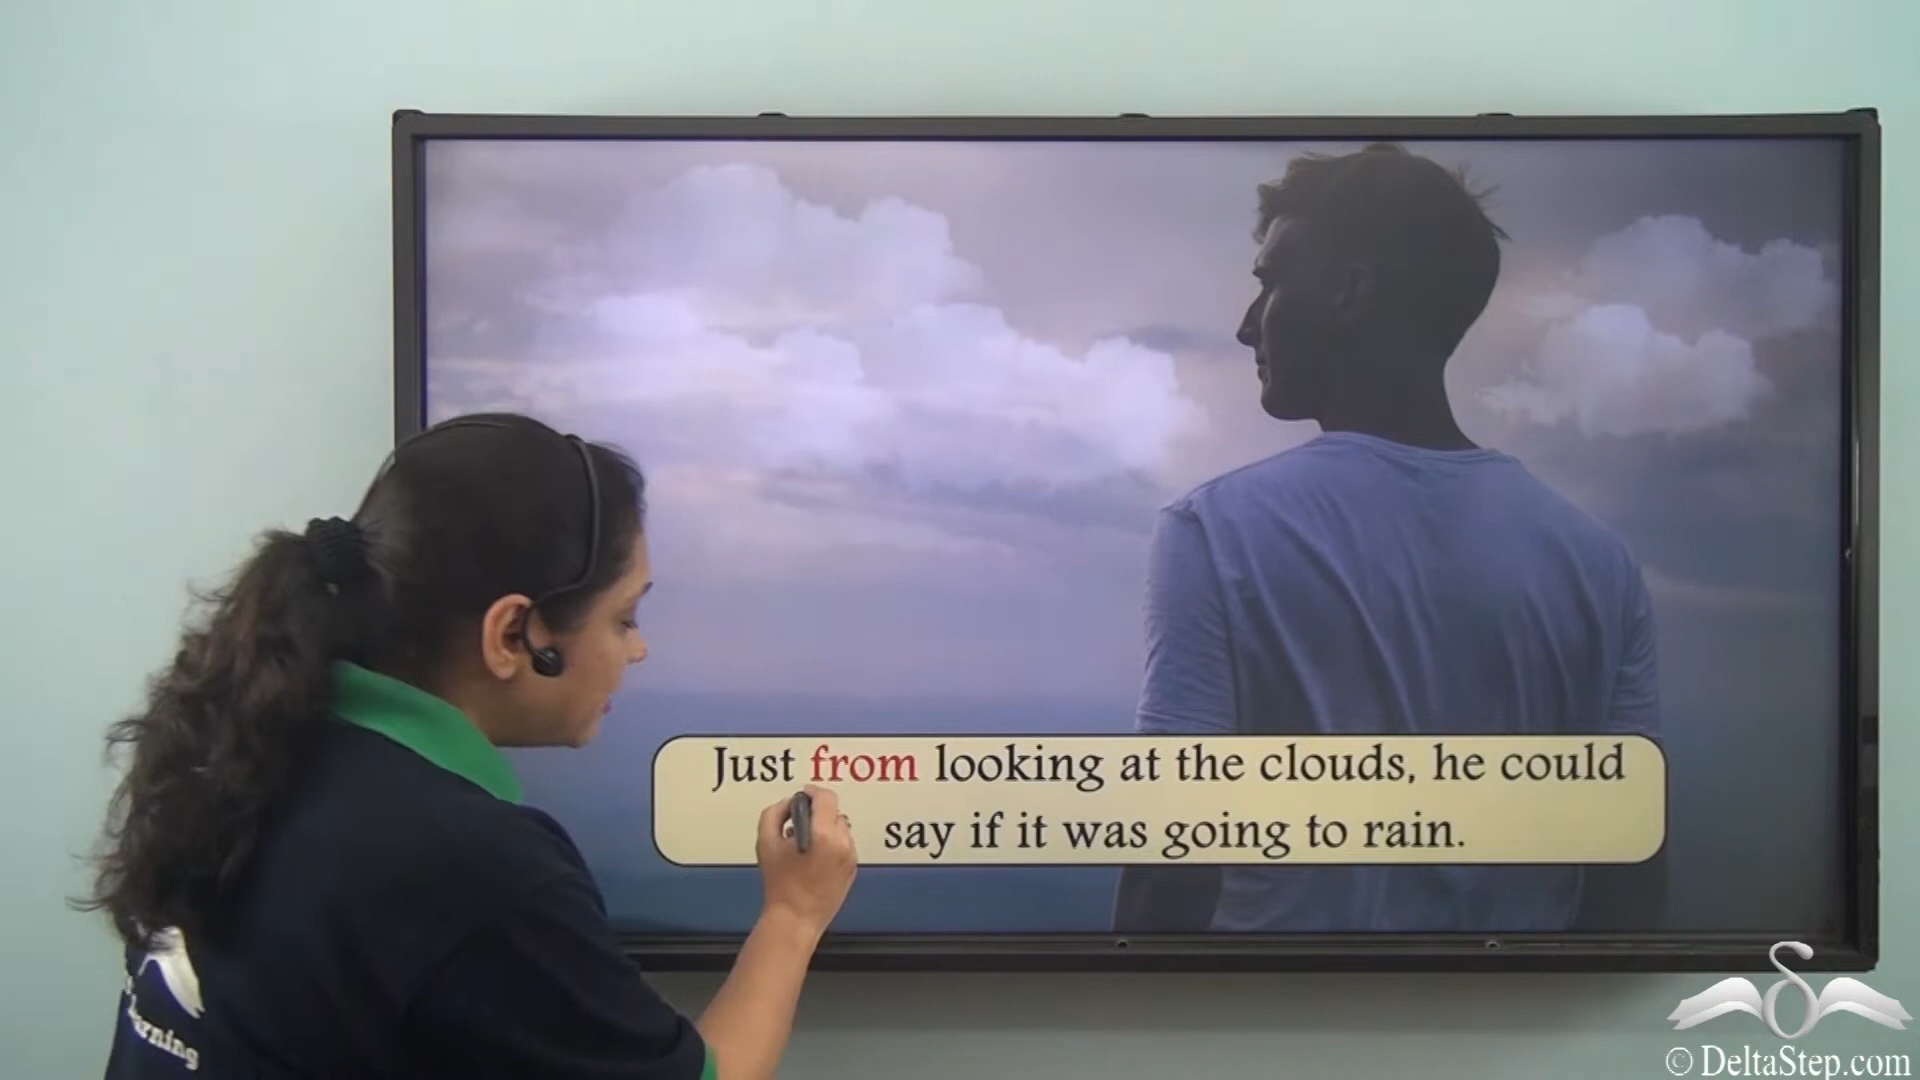 Just from looking at the clouds, he could
say if it was going to rain.
© DeltaStep.com